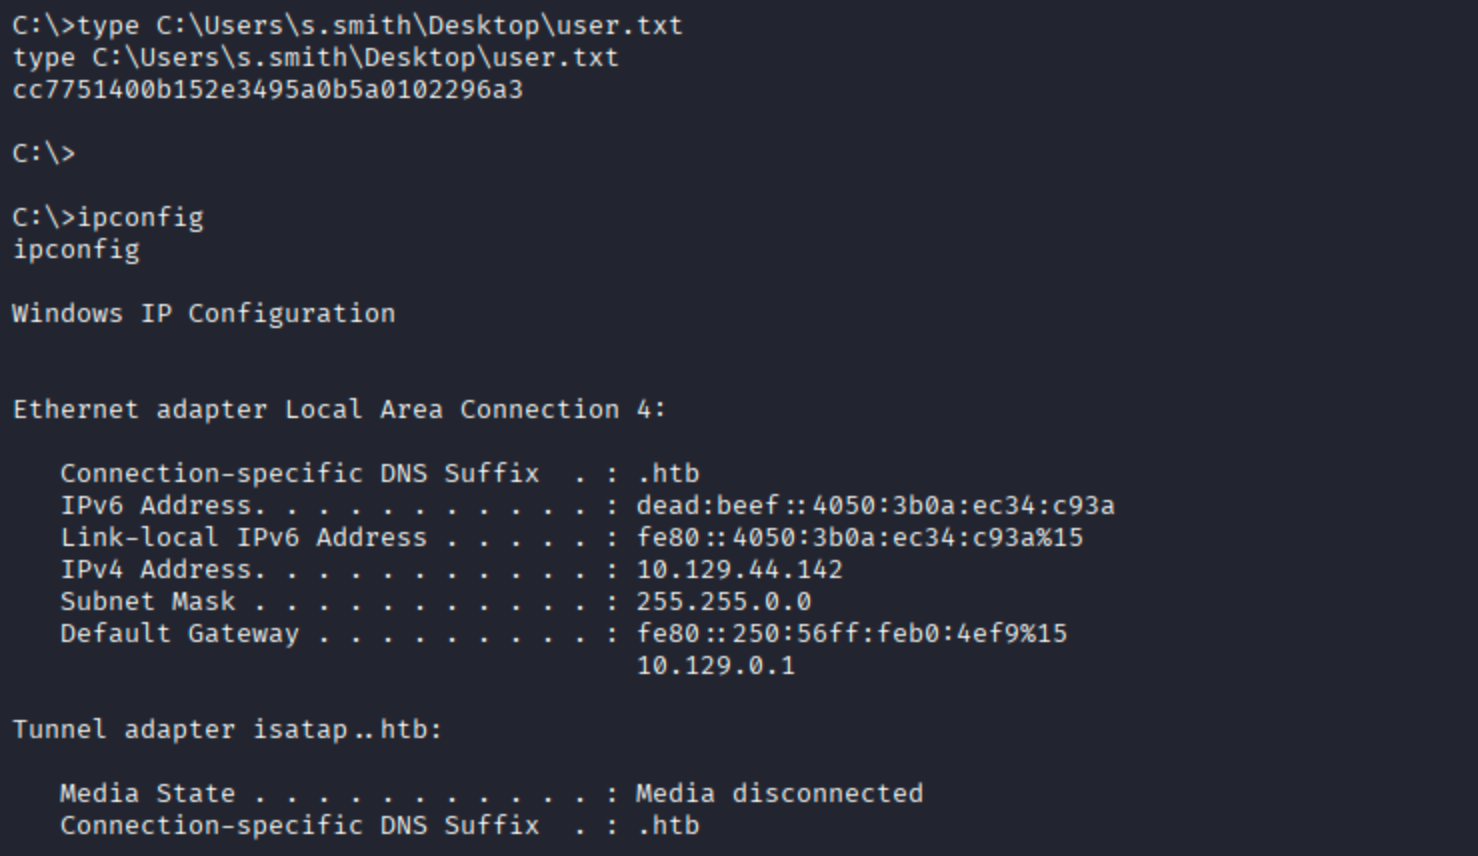 C:\>type C:\Users\s.smith\Desktop\user.txt
type C:\Users\s.smith\Desktop\user.txt
cc7751400b152e3495a0b5a0102296a3
C:\>
C:\>ipconfig
ipconfig
Windows IP Configuration
Ethernet adapter Local Area Connection 4:
   Connection-specific DNS Suffix  . : .htb
   IPv6 Address. . . . . . . . . . . : dead:beef::4050:3b0a:ec34:c93a
   Link-local IPv6 Address . . . . . : fe80::4050:3b0a:ec34:c93a%15
   IPv4 Address. . . . . . . . . . . : 10.129.44.142
   Subnet Mask . . . . . . . . . . . : 255.255.0.0
   Default Gateway . . . . . . . . . : fe80::250:56ff:feb0:4ef9%15
                                       10.129.0.1
Tunnel adapter isatap..htb:
   Media State . . . . . . . . . . . : Media disconnected
   Connection-specific DNS Suffix  . : .htb